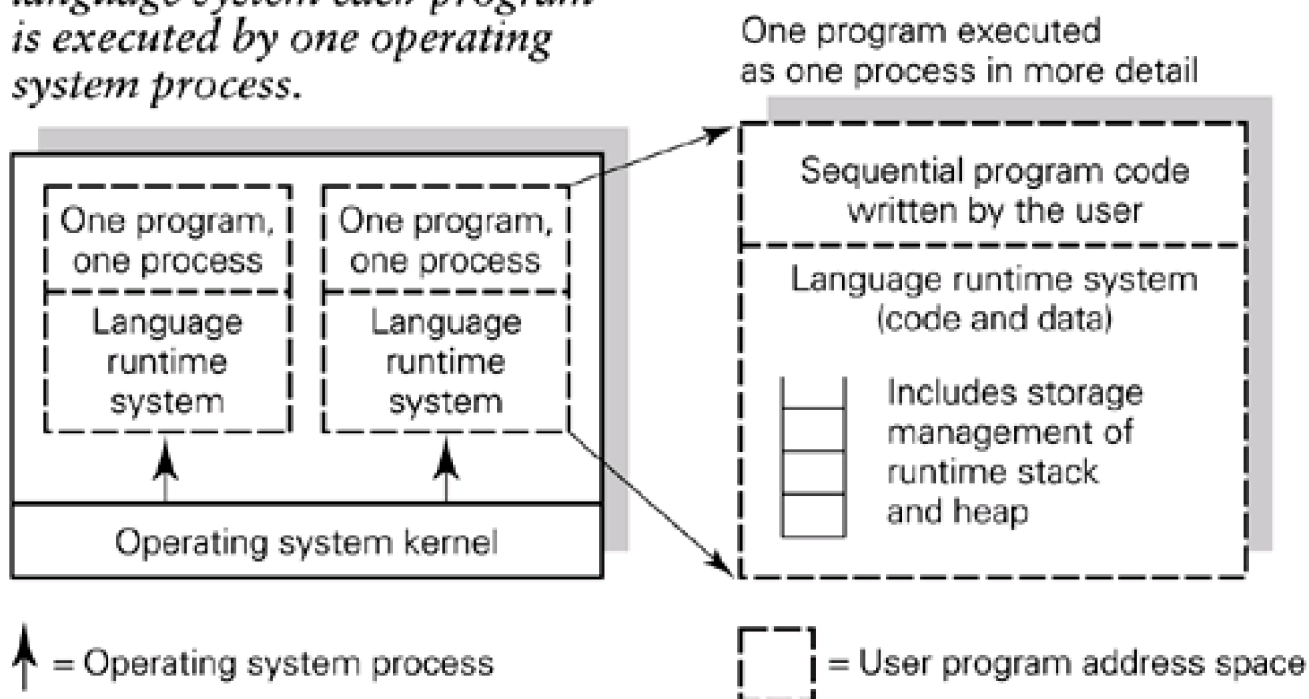 is executed by one operating
system process.
One program executed
as one process in more detail
One program,
one process
Language
runtime
system
One program,
one process
Language
runtime
system
Operating system kernel
Sequential program code
written by the user
Language runtime system
(code and data)
Includes storage
management of
runtime stack
and heap
= Operating system process
= User program address space